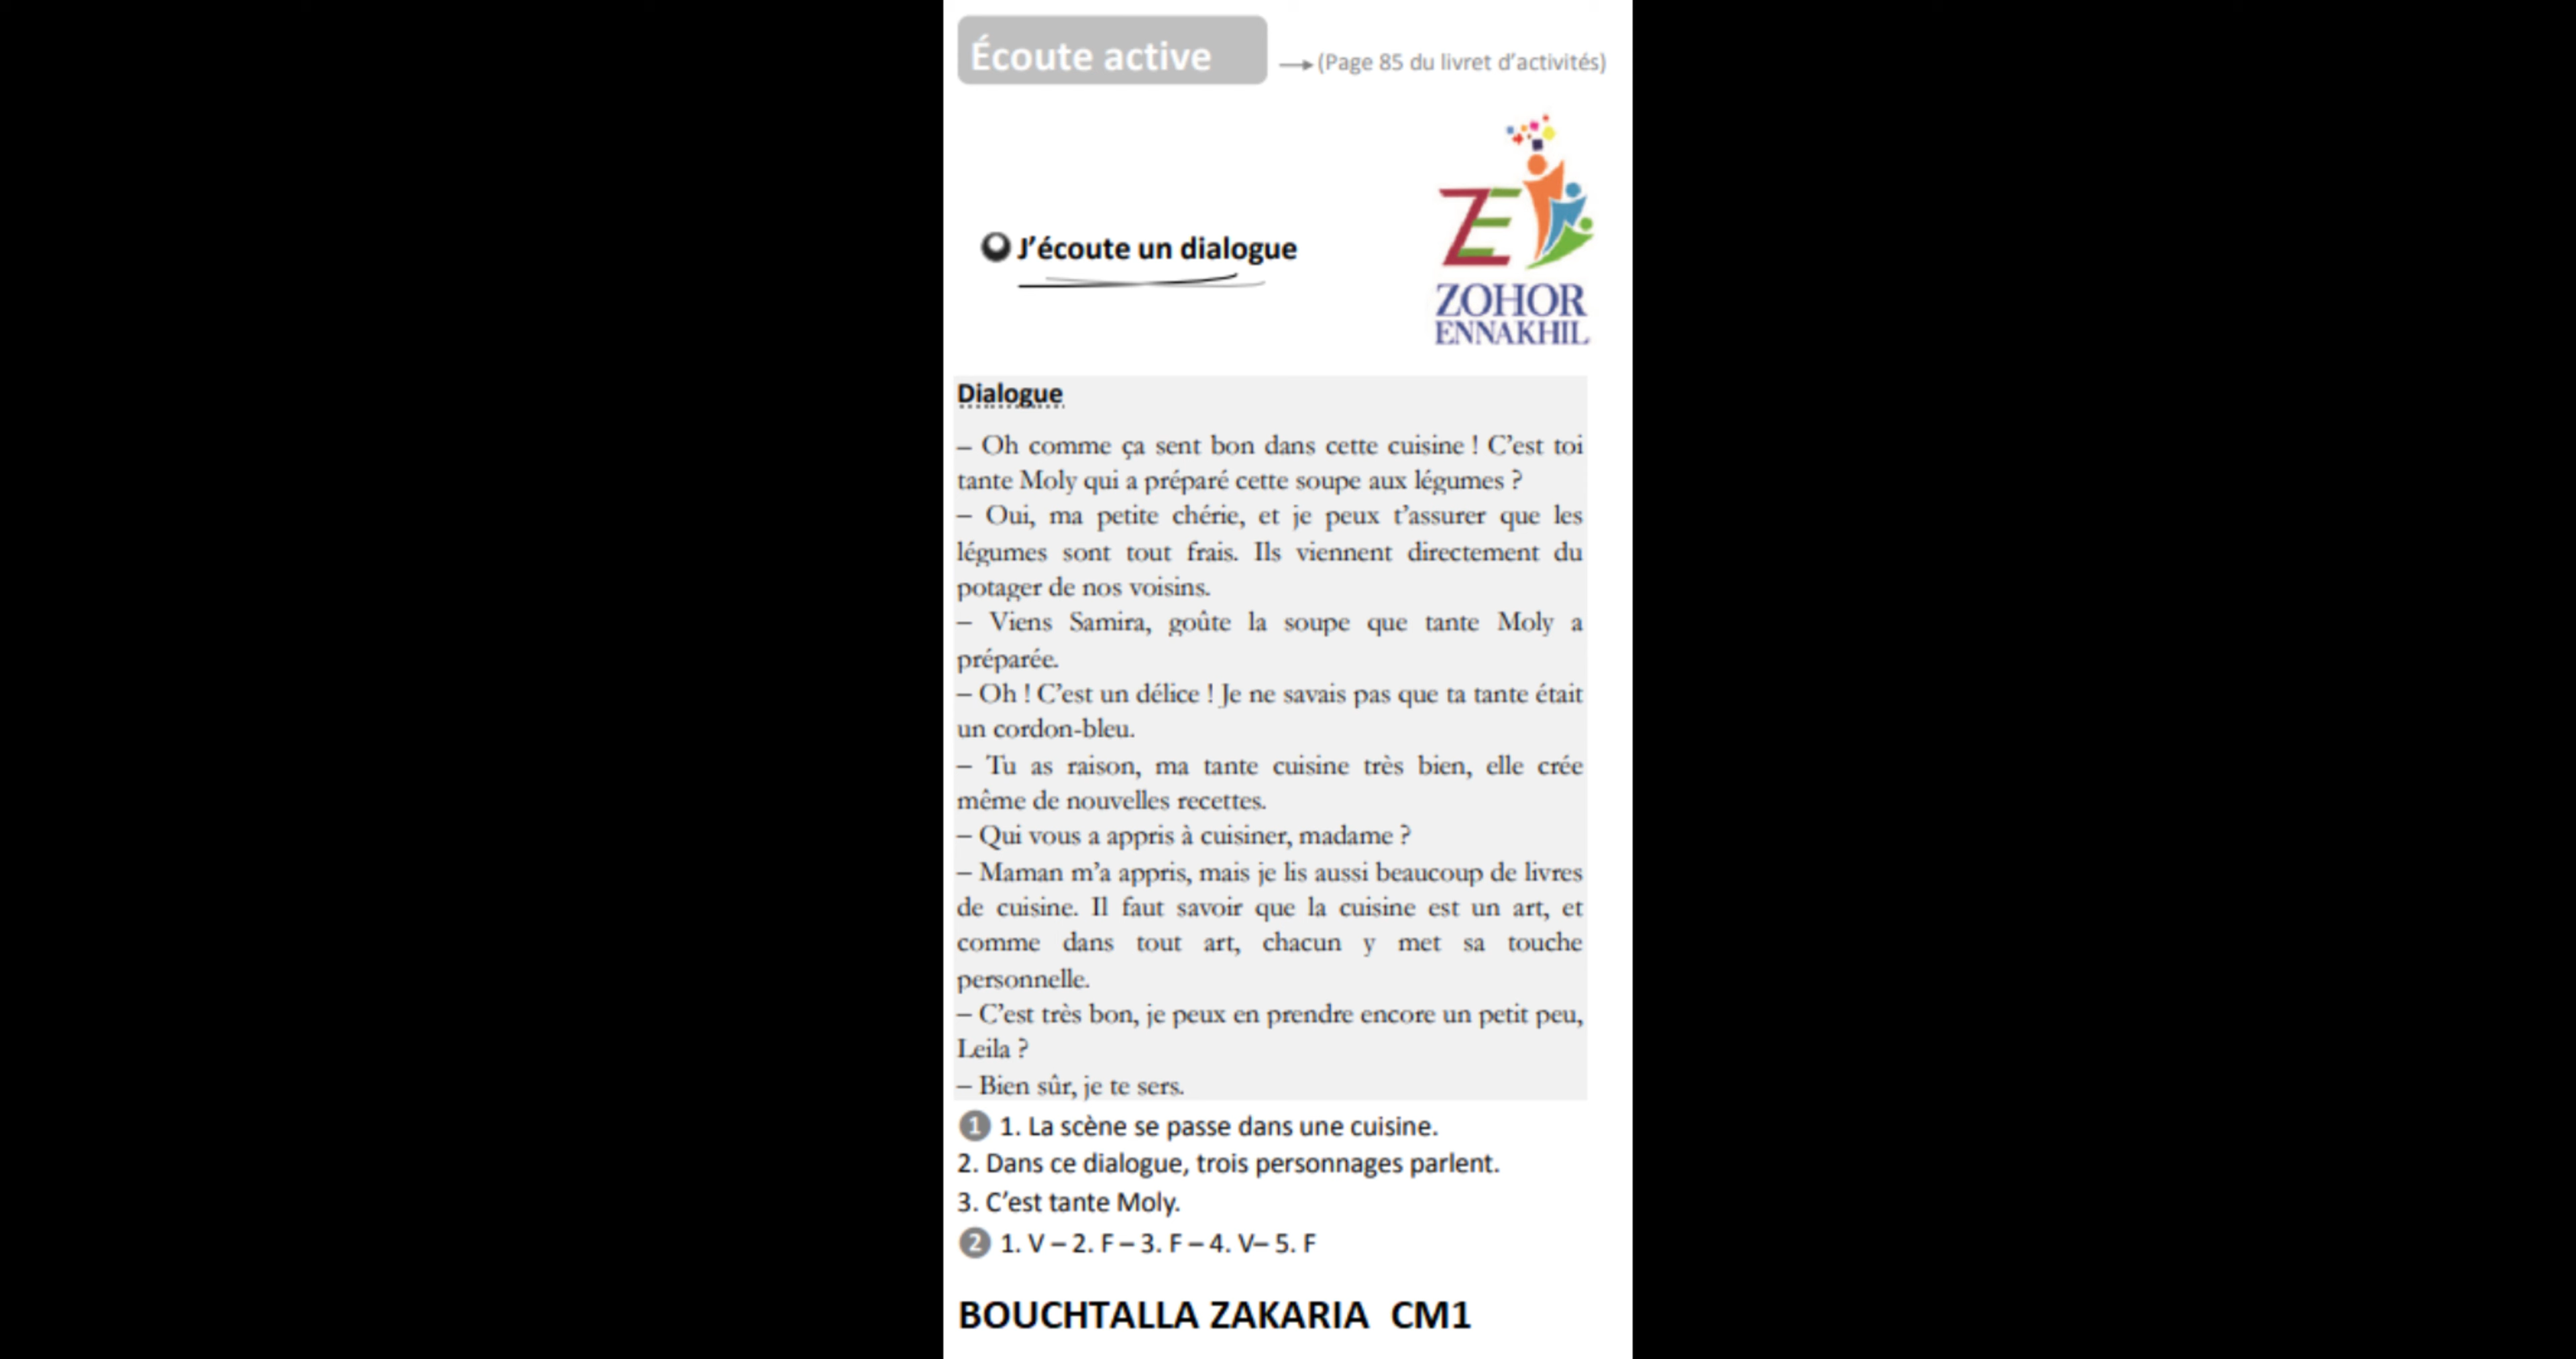 Écoute active
(Page 85 du livret d'activités)
J'écoute un dialogue
ZE
ZOHOR
ENNAKHIL
Dialogue
– Oh comme ça sent bon dans cette cuisine ! C'est toi
tante Moly qui a préparé cette soupe aux légumes ?
– Oui, ma petite chérie, et je peux t'assurer que les
légumes sont tout frais. Ils viennent directement du
potager de nos voisins.
– Viens Samira, goûte la soupe que tante Moly a
préparée.
– Oh ! C'est un délice ! Je ne savais pas que ta tante était
un cordon-bleu.
– Tu as raison, ma tante cuisine très bien, elle crée
même de nouvelles recettes.
– Qui vous a appris à cuisiner, madame ?
– Maman m'a appris, mais je lis aussi beaucoup de livres
de cuisine. Il faut savoir que la cuisine est un art, et
comme dans tout art, chacun y met sa touche
personnelle.
– C'est très bon, je peux en prendre encore un petit peu,
Leila ?
– Bien sûr, je te sers.
1 1. La scène se passe dans une cuisine.
2. Dans ce dialogue, trois personnages parlent.
3. C'est tante Moly.
2 1. V – 2. F – 3. F – 4. V– 5. F
BOUCHTALLA ZAKARIA CM1